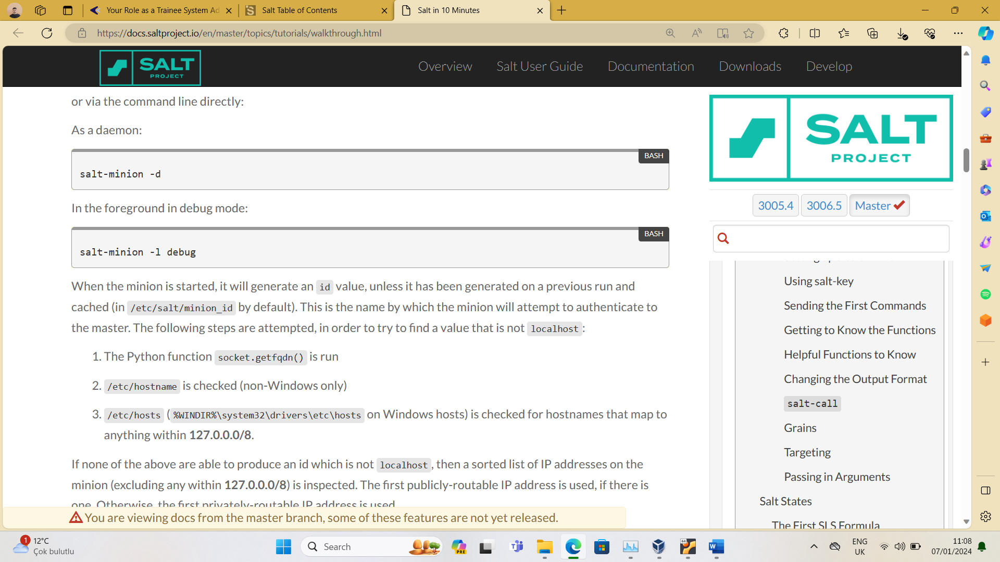 Your Role as a Trainee System Ad
Salt Table of Contents
Salt in 10 Minutes
https://docs.saltproject.io/en/master/topics/tutorials/walkthrough.html
SALT PROJECT
Overview
Salt User Guide
Documentation
Downloads
Develop
or via the command line directly:
As a daemon:
BASH
salt-minion -d
In the foreground in debug mode:
BASH
salt-minion -l debug
When the minion is started, it will generate an id value, unless it has been generated on a previous run and
cached (in /etc/salt/minion_id by default). This is the name by which the minion will attempt to authenticate to
the master. The following steps are attempted, in order to try to find a value that is not localhost:
1. The Python function socket.getfqdn() is run
2. /etc/hostname is checked (non-Windows only)
3. /etc/hosts (%WINDIR%\system32\drivers\etc\hosts on Windows hosts) is checked for hostnames that map to
anything within 127.0.0.0/8.
If none of the above are able to produce an id which is not localhost, then a sorted list of IP addresses on the
minion (excluding any within 127.0.0.0/8) is inspected. The first publicly-routable IP address is used, if there is
one. Otherwise, the first privately-routable IP address is used.
You are viewing docs from the master branch, some of these features are not yet released.
SALT
PROJECT
3005.4
3006.5
Master
Using salt-key
Sending the First Commands
Getting to Know the Functions
Helpful Functions to Know
Changing the Output Format
salt-call
Grains
Targeting
Passing in Arguments
Salt States
The First SLS Formula
1
12°C
Çok bulutlu
Search
PRE
64
W
ENG
UK
11:08
07/01/2024